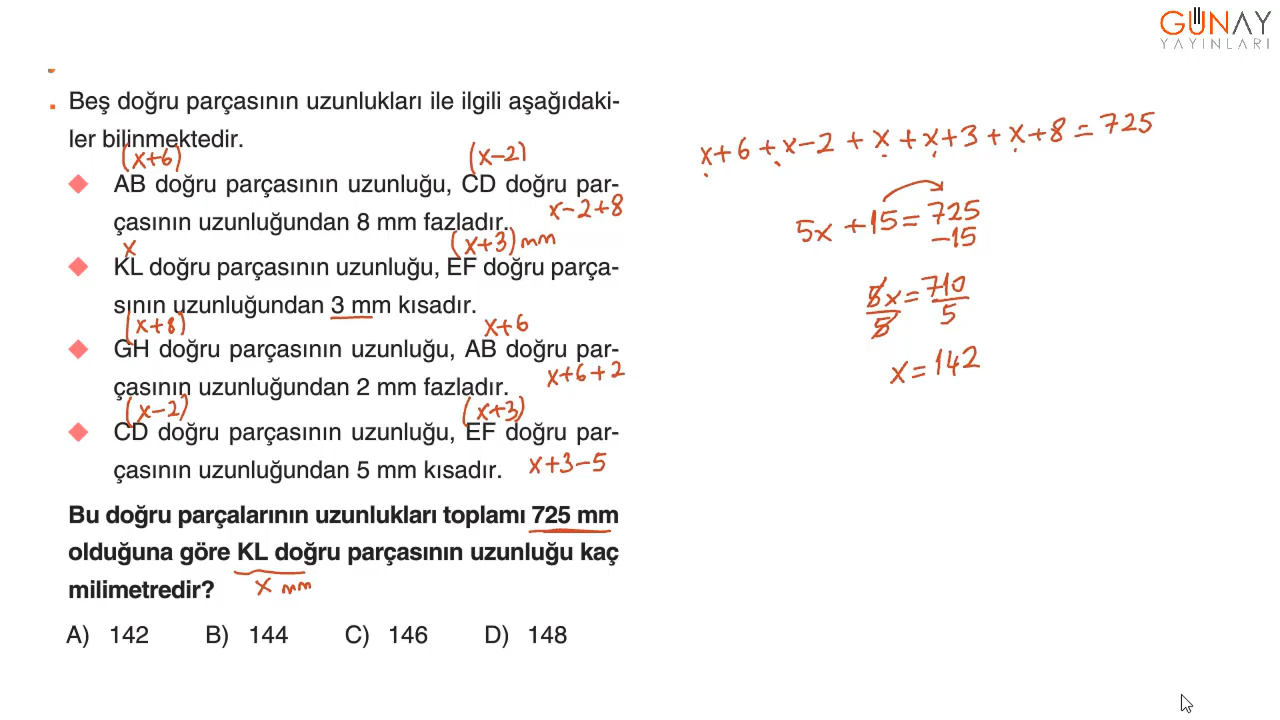 GÜNAY
YAYINLARI
Beş doğru parçasının uzunlukları ile ilgili aşağıdaki-
ler bilinmektedir.
(x+6) (x-2)
AB doğru parçasının uzunluğu, CD doğru par-
çasının uzunluğundan 8 mm fazladır. x-2+8
x (x+3) mm
KL doğru parçasının uzunluğu, EF doğru parça-
sının uzunluğundan 3 mm kısadır.
(x+8) x+6
GH doğru parçasının uzunluğu, AB doğru par-
çasının uzunluğundan 2 mm fazladır. x+6+2
(x-2) (x+3)
CD doğru parçasının uzunluğu, EF doğru par-
çasının uzunluğundan 5 mm kısadır. x+3-5
Bu doğru parçalarının uzunlukları toplamı 725 mm
olduğuna göre KL doğru parçasının uzunluğu kaç
milimetredir? x mm
A) 142 B) 144 C) 146 D) 148
x+6+x-2+x+x+3+x+8=725
5x+15=725
-15
5x=710
5 5
x=142